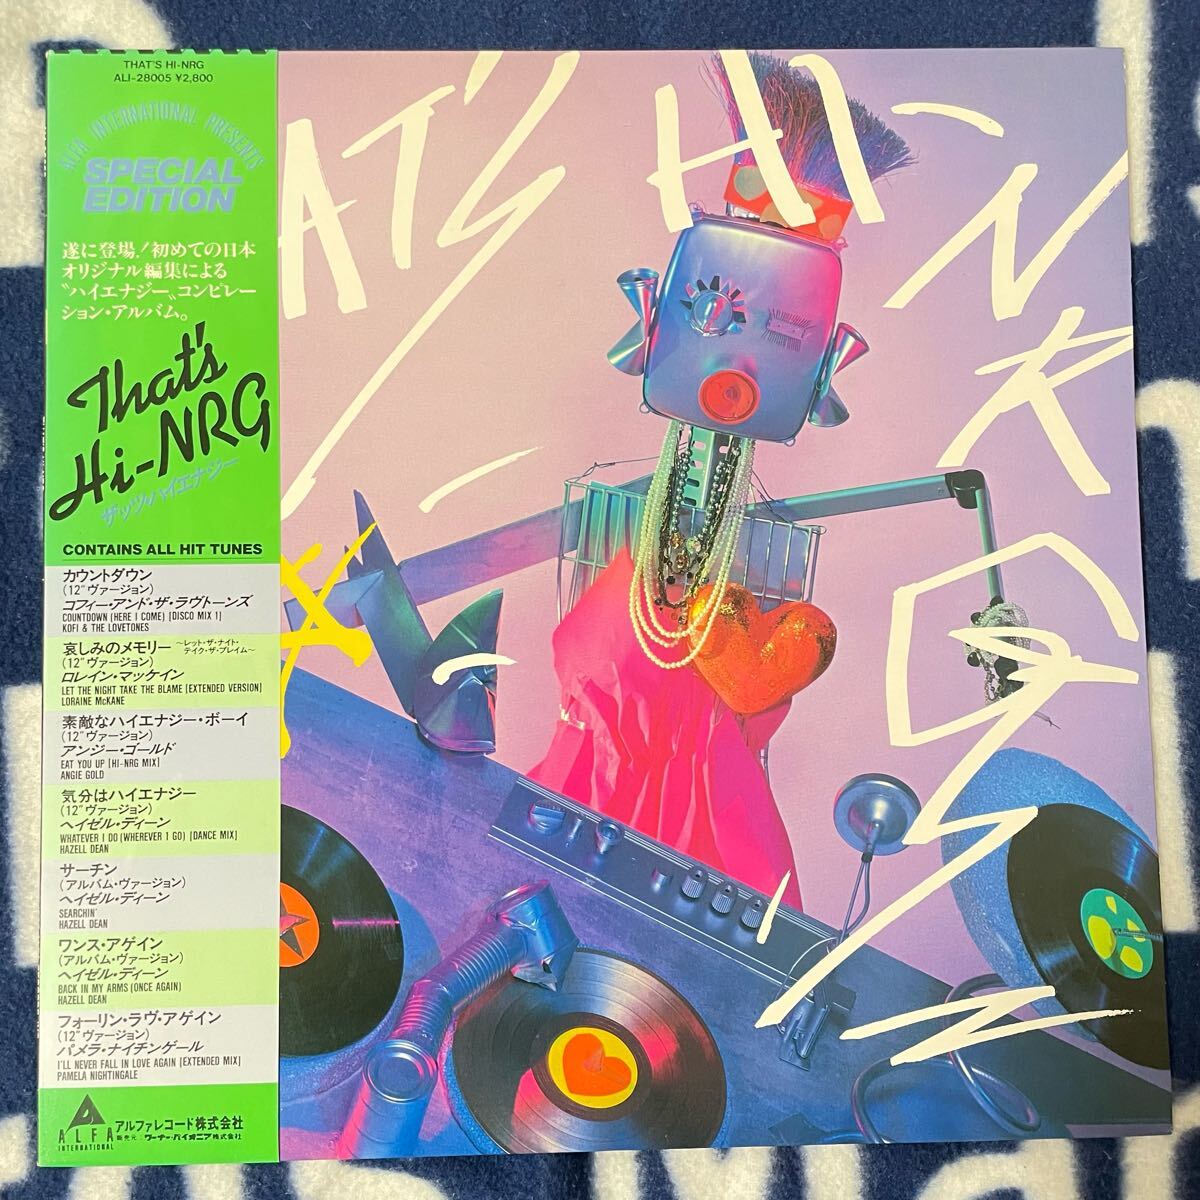 THAT'S HI-NRG
ALI-28005 ¥2,800
ALFA INTERNATIONAL PRESENTS
SPECIAL
EDITION
遂に登場!初めての日本
オリジナル編集による
"ハイエナジー"コンピレー
ション・アルバム。
That's
Hi-NRG
ザッツ・ハイエナジー
CONTAINS ALL HIT TUNES
カウントダウン
(12"ヴァージョン)
コフィー・アンド・ザ・ラヴトーンズ
COUNTDOWN (HERE I COME) [DISCO MIX 1]
KOFI & THE LOVETONES
哀しみのメモリー ~レット・ザ・ナイト・
テイク・ザ・ブレイム~
(12"ヴァージョン)
ロレイン・マッケイン
LET THE NIGHT TAKE THE BLAME [EXTENDED VERSION]
LORAINE McKANE
素敵なハイエナジー・ボーイ
(12"ヴァージョン)
アンジー・ゴールド
EAT YOU UP [HI-NRG MIX]
ANGIE GOLD
気分はハイエナジー
(12"ヴァージョン)
ヘイゼル・ディーン
WHATEVER I DO (WHEREVER I GO) [DANCE MIX]
HAZELL DEAN
サーチン
(アルバム・ヴァージョン)
ヘイゼル・ディーン
SEARCHIN'
HAZELL DEAN
ワンス・アゲイン
(アルバム・ヴァージョン)
ヘイゼル・ディーン
BACK IN MY ARMS (ONCE AGAIN)
HAZELL DEAN
フォーリン・ラヴ・アゲイン
(12"ヴァージョン)
パメラ・ナイチンゲール
I'LL NEVER FALL IN LOVE AGAIN [EXTENDED MIX]
PAMELA NIGHTINGALE
ALFA
INTERNATIONAL
アルファレコード株式会社
販売元:ワーナー・パイオニア株式会社
AT'S HI-NRG